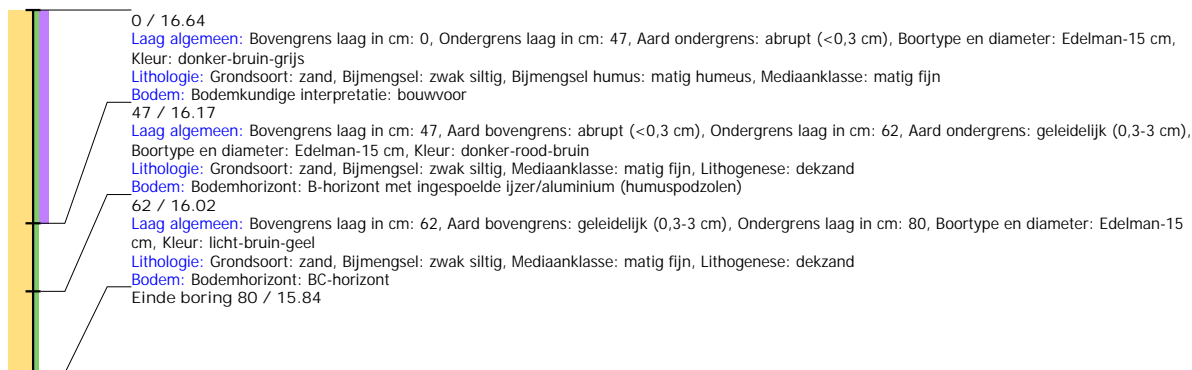 0 / 16.64
Laag algemeen: Bovengrens laag in cm: 0, Ondergrens laag in cm: 47, Aard ondergrens: abrupt (<0,3 cm), Boortype en diameter: Edelman-15 cm,
Kleur: donker-bruin-grijs
Lithologie: Grondsoort: zand, Bijmengsel: zwak siltig, Bijmengsel humus: matig humeus, Mediaanklasse: matig fijn
Bodem: Bodemkundige interpretatie: bouwvoor
47 / 16.17
Laag algemeen: Bovengrens laag in cm: 47, Aard bovengrens: abrupt (<0,3 cm), Ondergrens laag in cm: 62, Aard ondergrens: geleidelijk (0,3-3 cm),
Boortype en diameter: Edelman-15 cm, Kleur: donker-rood-bruin
Lithologie: Grondsoort: zand, Bijmengsel: zwak siltig, Mediaanklasse: matig fijn, Lithogenese: dekzand
Bodem: Bodemhorizont: B-horizont met ingespoelde ijzer/aluminium (humuspodzolen)
62 / 16.02
Laag algemeen: Bovengrens laag in cm: 62, Aard bovengrens: geleidelijk (0,3-3 cm), Ondergrens laag in cm: 80, Boortype en diameter: Edelman-15
cm, Kleur: licht-bruin-geel
Lithologie: Grondsoort: zand, Bijmengsel: zwak siltig, Mediaanklasse: matig fijn, Lithogenese: dekzand
Bodem: Bodemhorizont: BC-horizont
Einde boring 80 / 15.84